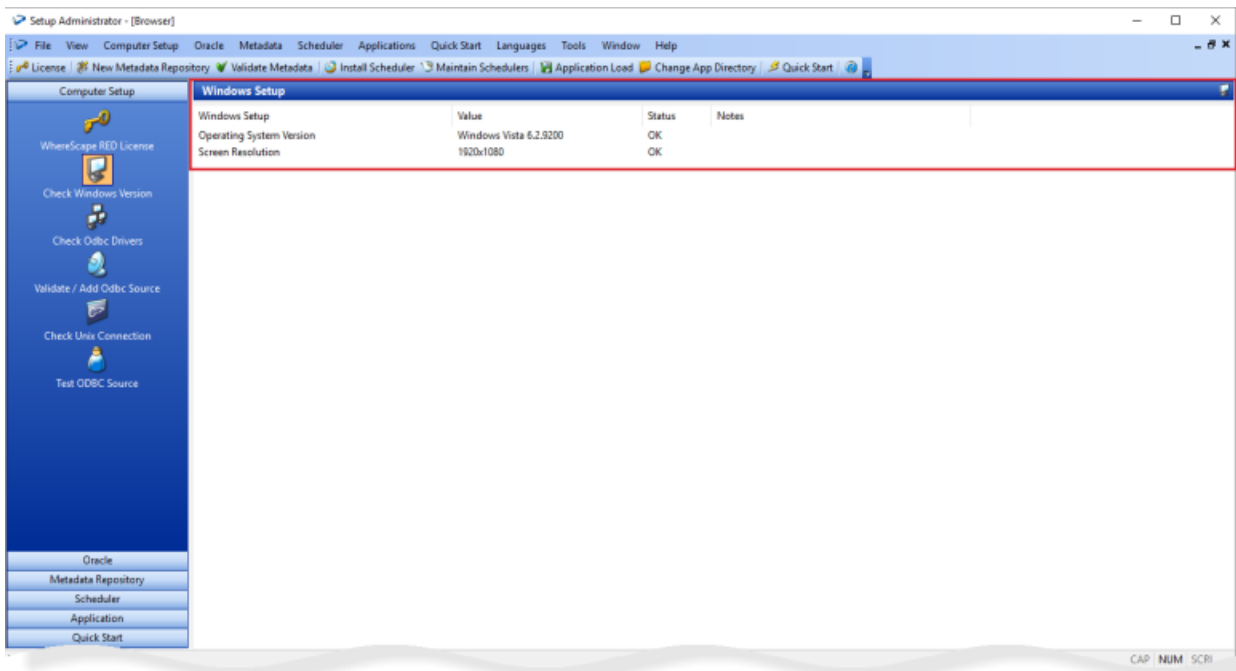 Setup Administrator - [Browser]
File View Computer Setup Oracle Metadata Scheduler Applications Quick Start Languages Tools Window Help
License New Metadata Repository Validate Metadata Install Scheduler Maintain Schedulers Application Load Change App Directory Quick Start
Computer Setup
WhereScape RED License
Check Windows Version
Check Odbc Drivers
Validate / Add Odbc Source
Check Unix Connection
Test ODBC Source
Oracle
Metadata Repository
Scheduler
Application
Quick Start
Windows Setup
Windows Setup Value Status Notes
Operating System Version Windows Vista 6.2.9200 OK
Screen Resolution 1920x1080 OK
CAP NUM SCRL